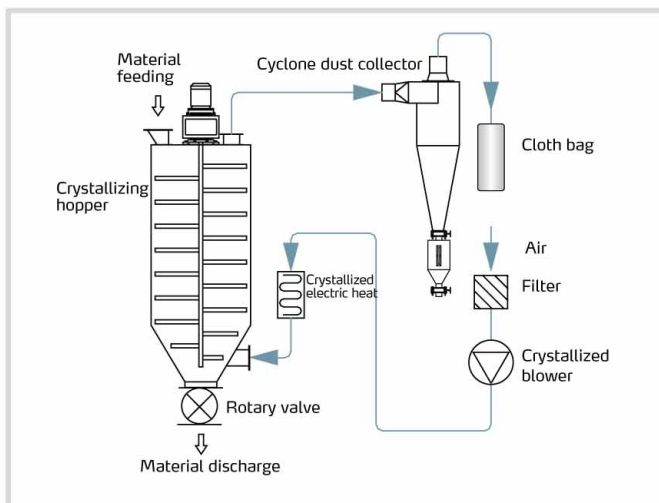 Material
feeding
Cyclone dust collector
Cloth bag
Crystallizing
hopper
Air
Crystallized
electric heat
Filter
Crystallized
blower
Rotary valve
Material discharge